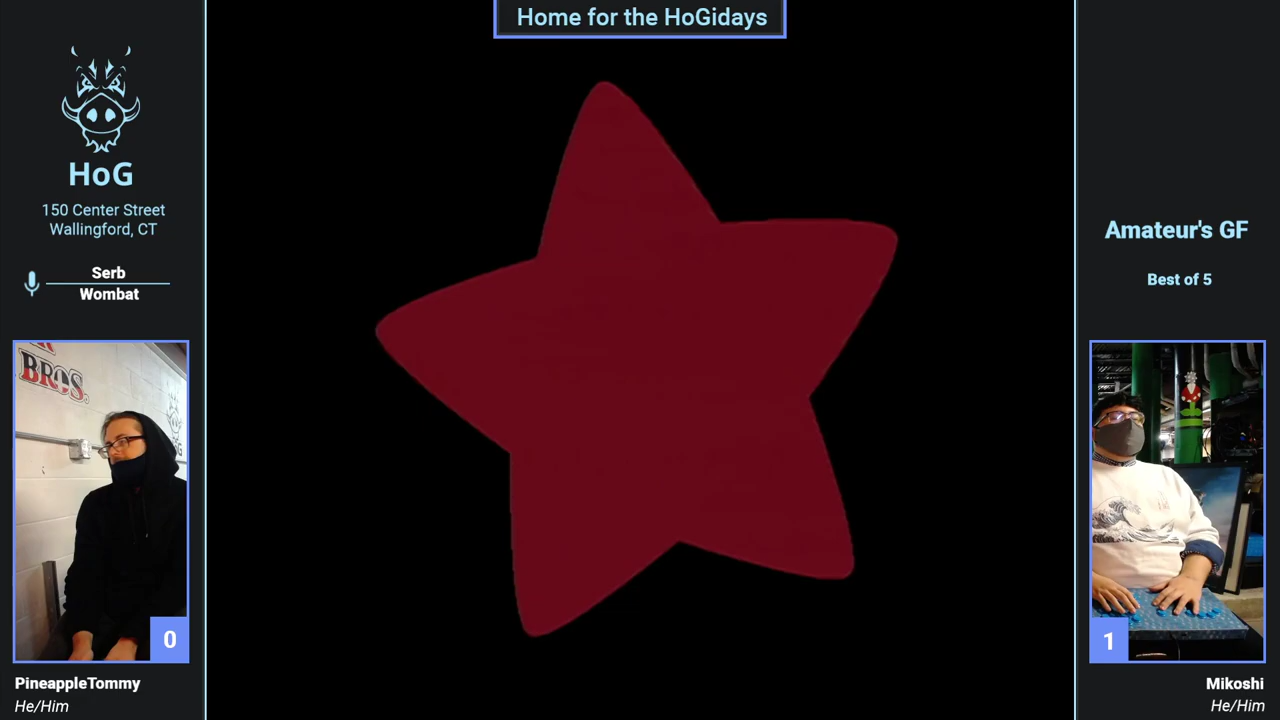 Home for the HoGidays
HoG
150 Center Street
Wallingford, CT
Serb
Wombat
Amateur's GF
Best of 5
BROS.
0
1
PineappleTommy
He/Him
Mikoshi
He/Him